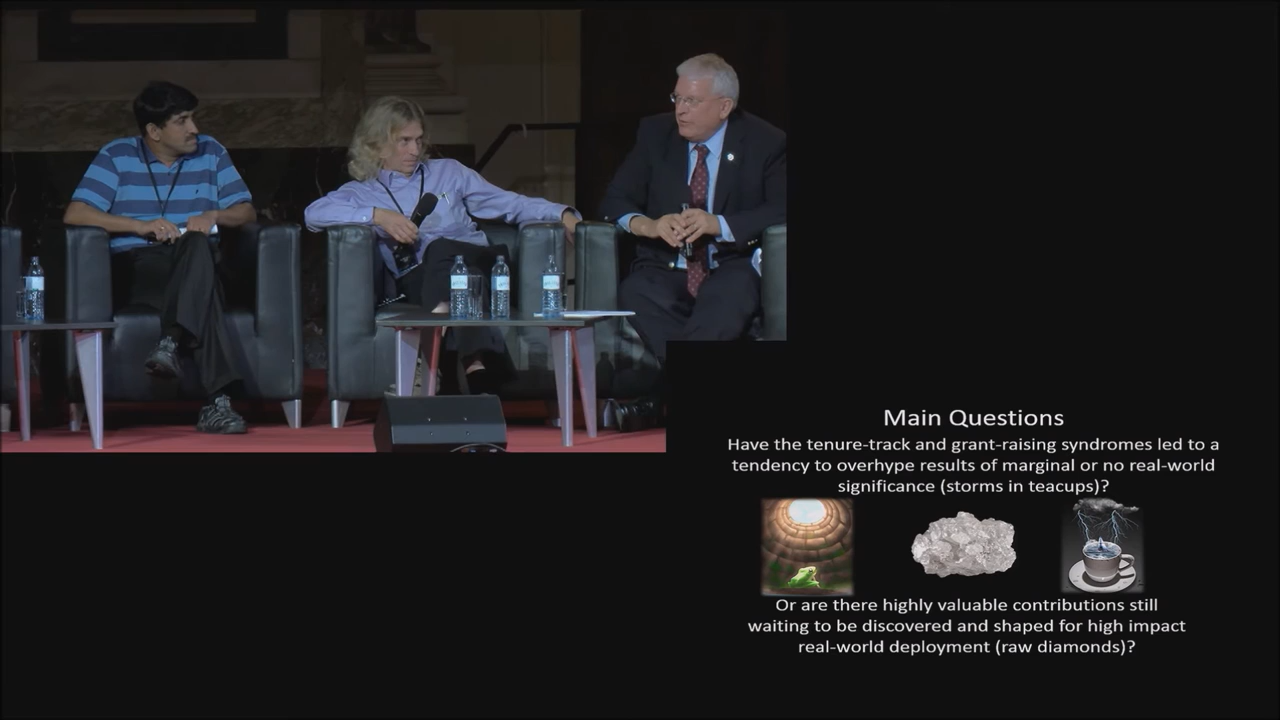 Main Questions
Have the tenure-track and grant-raising syndromes led to a
tendency to overhype results of marginal or no real-world
significance (storms in teacups)?
Or are there highly valuable contributions still
waiting to be discovered and shaped for high impact
real-world deployment (raw diamonds)?